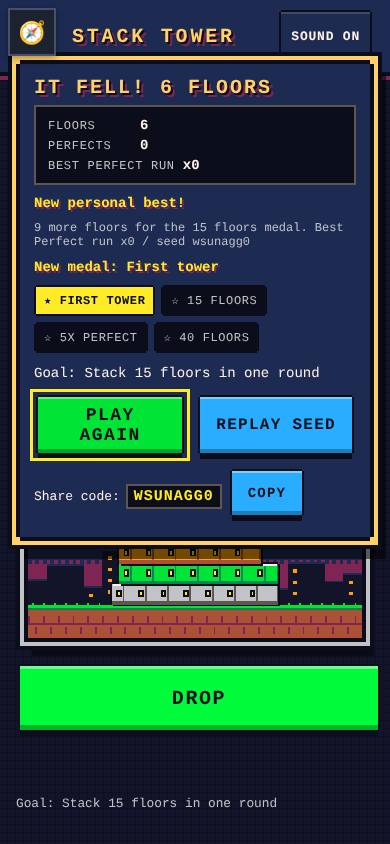 STACK TOWER
SOUND ON
IT FELL! 6 FLOORS
FLOORS 6
PERFECTS 0
BEST PERFECT RUN x0
New personal best!
9 more floors for the 15 floors medal. Best
Perfect run x0 / seed wsunagg0
New medal: First tower
★ FIRST TOWER
☆ 15 FLOORS
☆ 5X PERFECT
☆ 40 FLOORS
Goal: Stack 15 floors in one round
PLAY
AGAIN
REPLAY SEED
Share code: WSUNAGG0
COPY
DROP
Goal: Stack 15 floors in one round